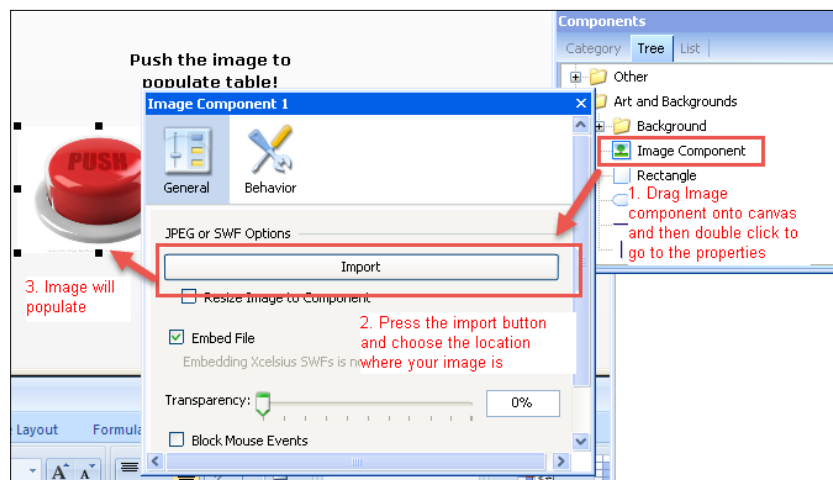 Push the image to
populate table!
PUSH
3. Image will
populate
Image Component 1
General
Behavior
JPEG or SWF Options
Import
Resize Image to Component
Embed File
Embedding Xcelsius SWFs is
2. Press the import button
and choose the location
where your image is
Transparency:
0%
Block Mouse Events
Components
Category Tree List
Other
Art and Backgrounds
Background
Image Component
Rectangle
1. Drag Image
component onto canvas
and then double click to
go to the properties
Layout
A A